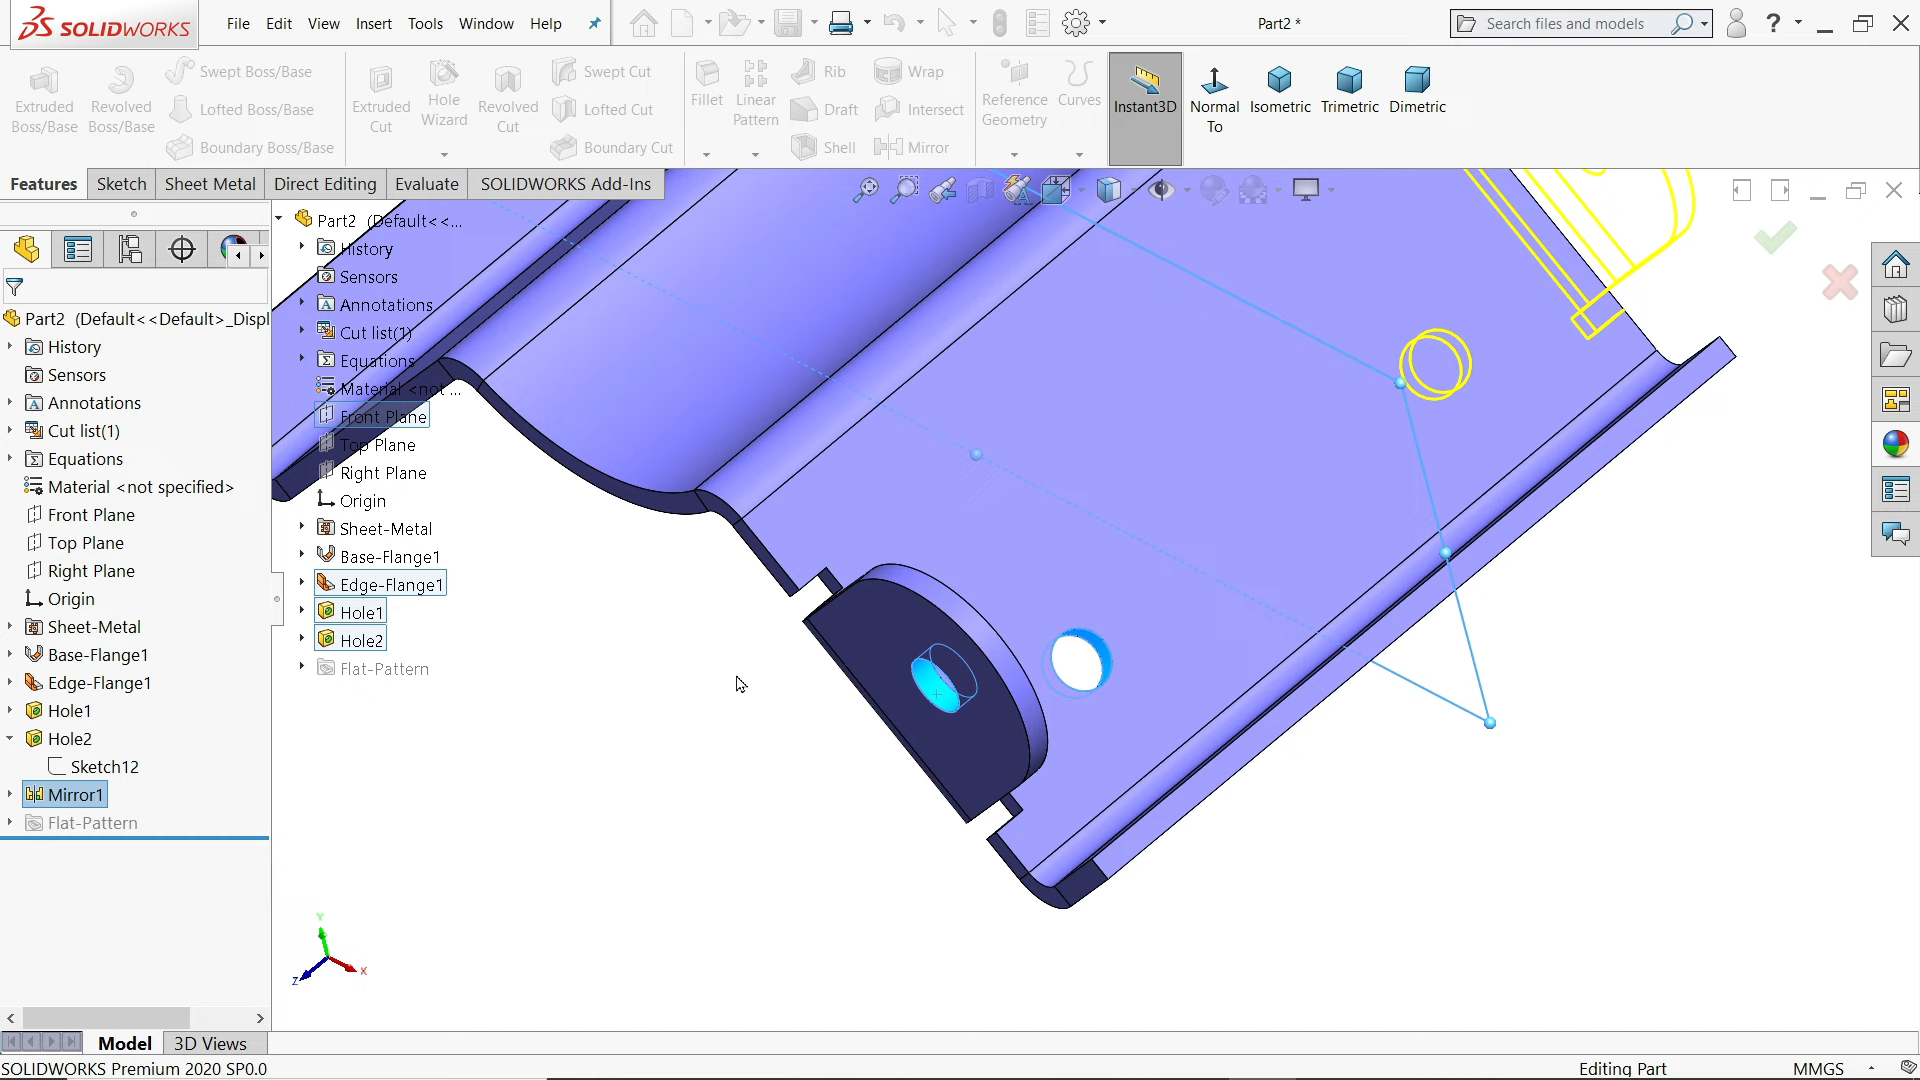 SOLIDWORKS File Edit View Insert Tools Window Help Part2 * Search files and models ?
Extruded Boss/Base
Revolved Boss/Base
Swept Boss/Base
Lofted Boss/Base
Boundary Boss/Base
Extruded Cut
Hole Wizard
Revolved Cut
Swept Cut
Lofted Cut
Boundary Cut
Fillet
Linear Pattern
Rib
Draft
Shell
Wrap
Intersect
Mirror
Reference Geometry
Curves
Instant3D
Normal To
Isometric
Trimetric
Dimetric
Features Sketch Sheet Metal Direct Editing Evaluate SOLIDWORKS Add-Ins
Part2 (Default<<Default>_Displ
History
Sensors
Annotations
Cut list(1)
Equations
Material <not specified>
Front Plane
Top Plane
Right Plane
Origin
Sheet-Metal
Base-Flange1
Edge-Flange1
Hole1
Hole2
Sketch12
Mirror1
Flat-Pattern
Part2 (Default<<...
History
Sensors
Annotations
Cut list(1)
Equations
Material <not ...
Front Plane
Top Plane
Right Plane
Origin
Sheet-Metal
Base-Flange1
Edge-Flange1
Hole1
Hole2
Flat-Pattern
Y
X
Z
Model 3D Views
SOLIDWORKS Premium 2020 SP0.0 Editing Part MMGS